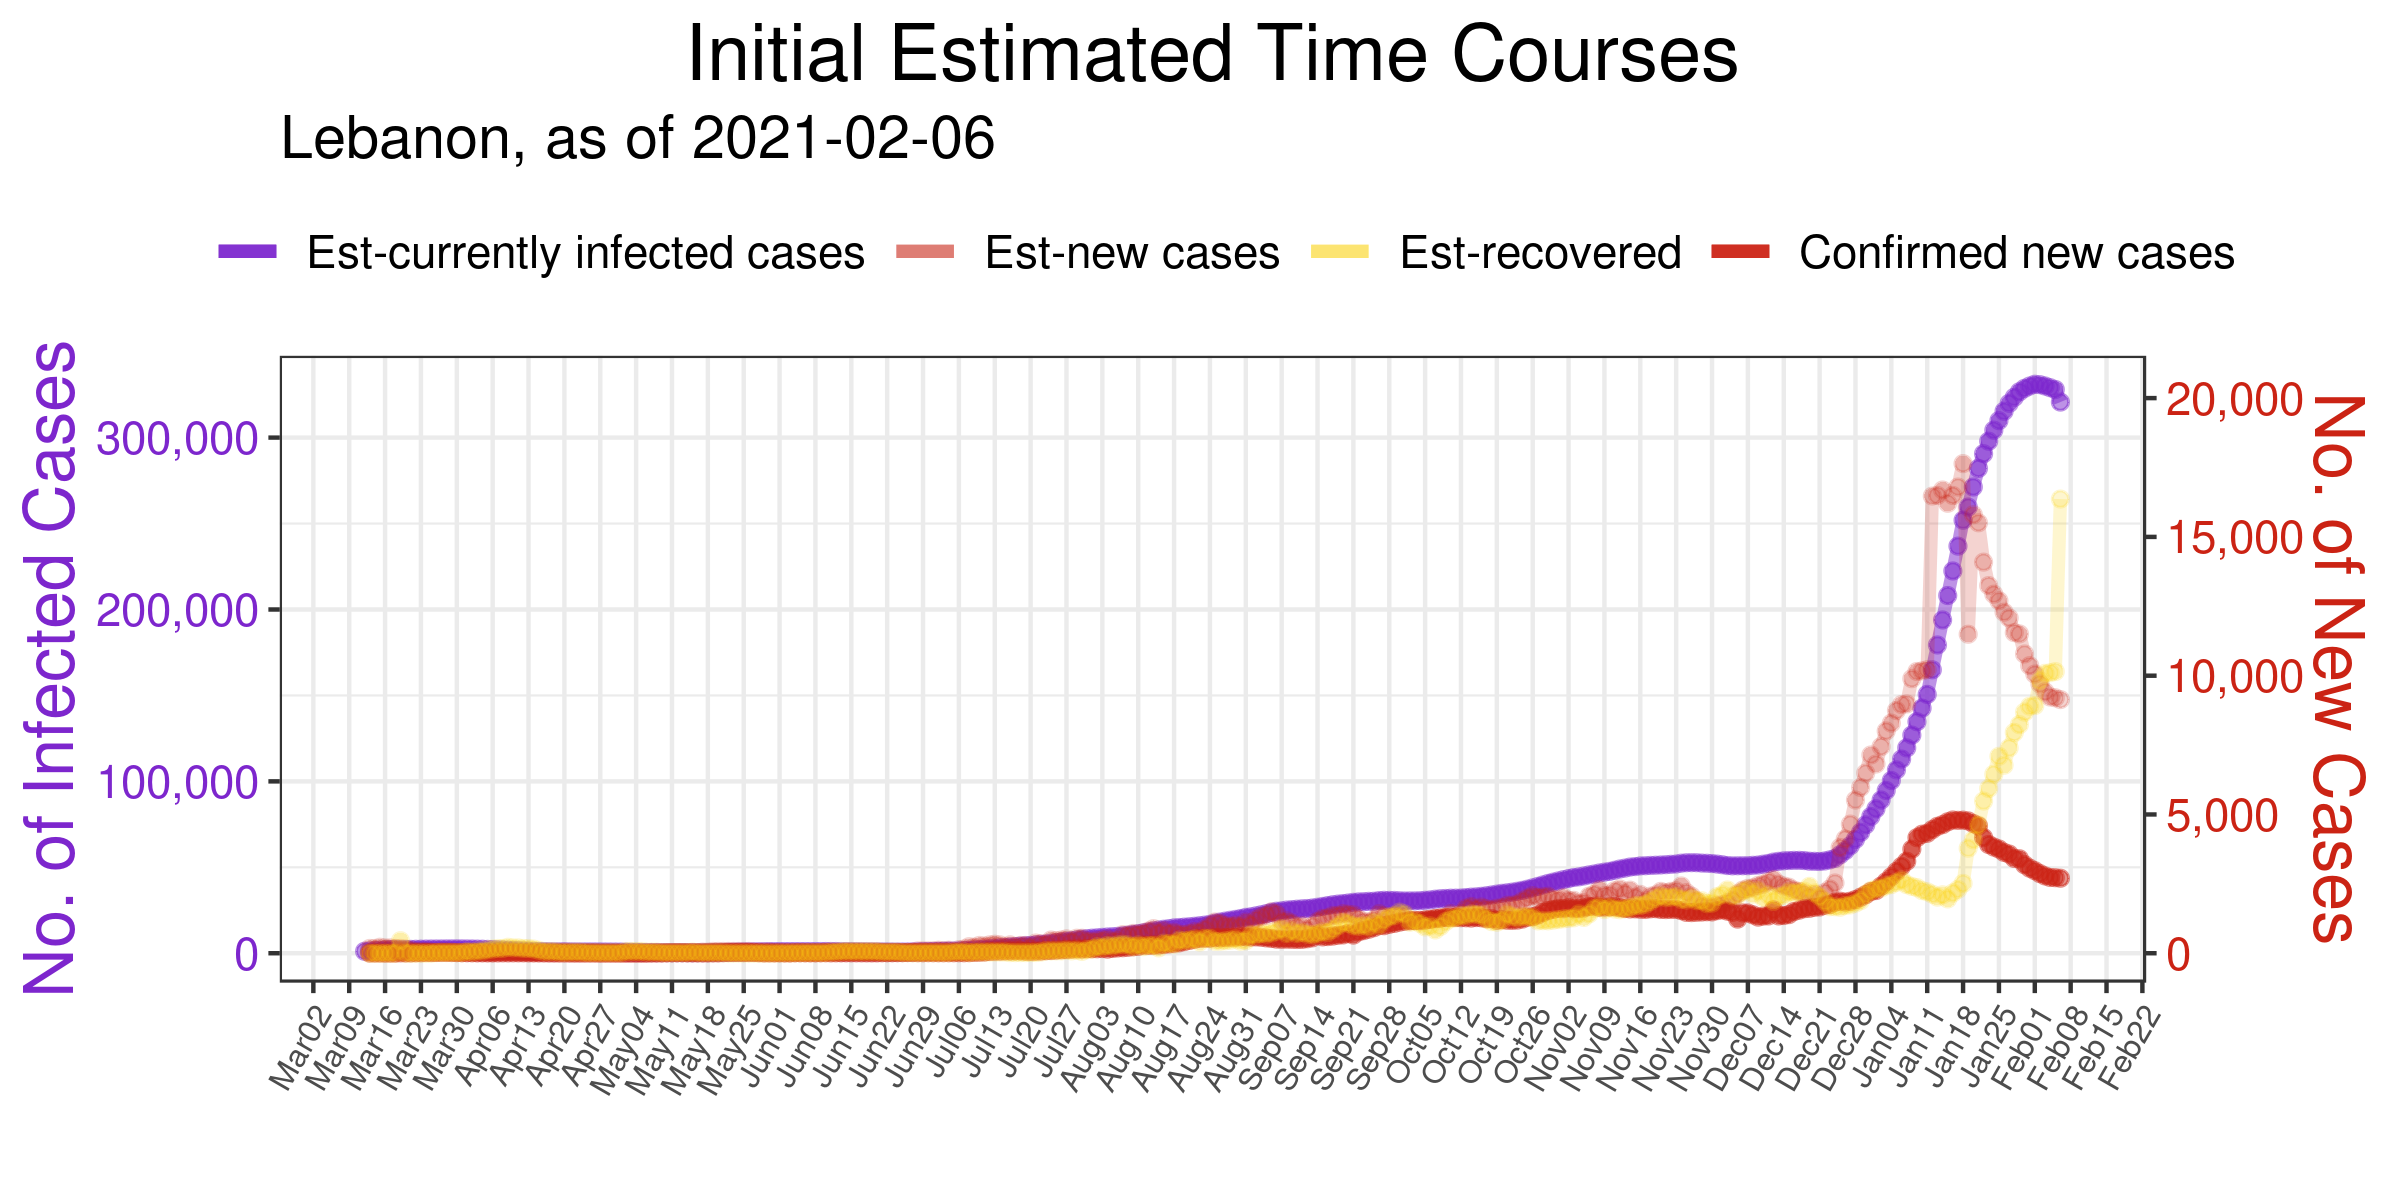 Initial Estimated Time Courses
Lebanon, as of 2021-02-06
Est-currently infected cases
Est-new cases
Est-recovered
Confirmed new cases
No. of Infected Cases
300,000
200,000
100,000
0
20,000
15,000
10,000
5,000
0
No. of New Cases
Mar02
Mar09
Mar16
Mar23
Mar30
Apr06
Apr13
Apr20
Apr27
May04
May11
May18
May25
Jun01
Jun08
Jun15
Jun22
Jun29
Jul06
Jul13
Jul20
Jul27
Aug03
Aug10
Aug17
Aug24
Aug31
Sep07
Sep14
Sep21
Sep28
Oct05
Oct12
Oct19
Oct26
Nov02
Nov09
Nov16
Nov23
Nov30
Dec07
Dec14
Dec21
Dec28
Jan04
Jan11
Jan18
Jan25
Feb01
Feb08
Feb15
Feb22